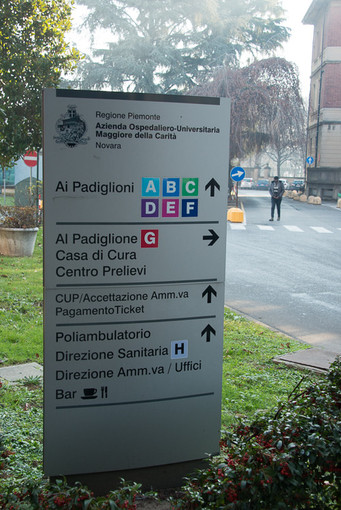 Regione Piemonte
Azienda Ospedaliero-Universitaria
Maggiore della Carità
Novara
Ai Padiglioni A B C
D E F
Al Padiglione G
Casa di Cura
Centro Prelievi
CUP/Accettazione Amm.va
PagamentoTicket
Poliambulatorio
Direzione Sanitaria H
Direzione Amm.va / Uffici
Bar